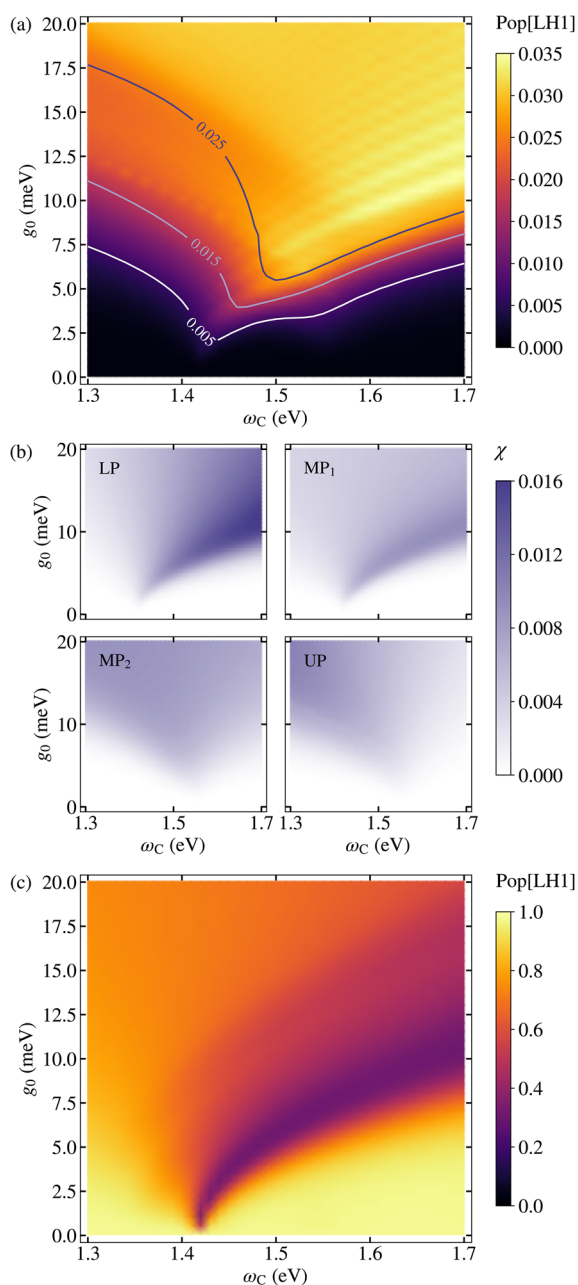 (a)
Pop[LH1]
20.0
17.5
15.0
12.5
10.0
7.5
5.0
2.5
0.0
g₀ (meV)
0.025
0.015
0.005
1.3 1.4 1.5 1.6 1.7
ω_C (eV)
0.035
0.030
0.025
0.020
0.015
0.010
0.005
0.000
(b)
χ
LP
MP₁
20
10
0
g₀ (meV)
MP₂
UP
20
10
0
g₀ (meV)
1.3 1.5 1.7
1.3 1.5 1.7
ω_C (eV)
ω_C (eV)
0.016
0.012
0.008
0.004
0.000
(c)
Pop[LH1]
20.0
17.5
15.0
12.5
10.0
7.5
5.0
2.5
0.0
g₀ (meV)
1.3 1.4 1.5 1.6 1.7
ω_C (eV)
1.0
0.8
0.6
0.4
0.2
0.0